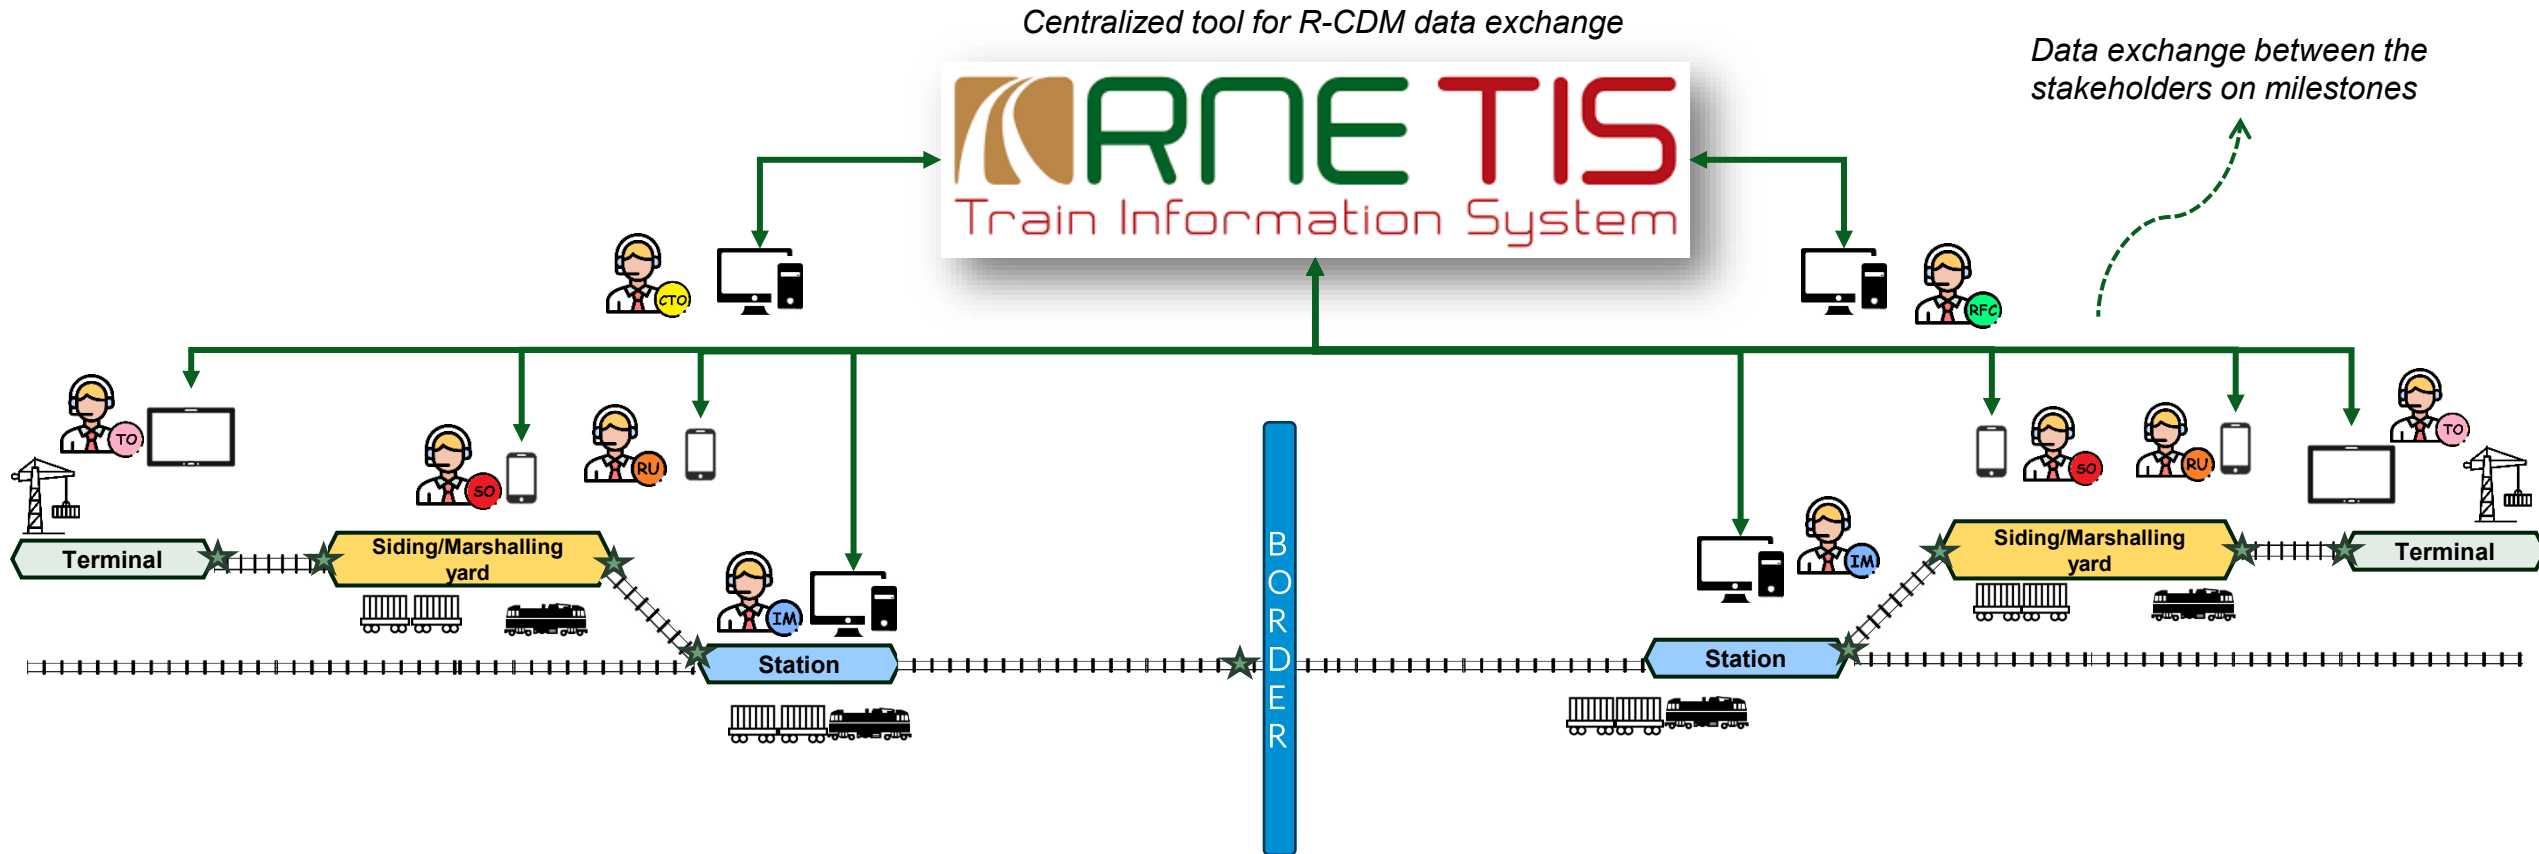 Centralized tool for R-CDM data exchange
Data exchange between the
stakeholders on milestones
RNE TIS
Train Information System
CTO
RFC
TO
SO
RU
IM
SO
RU
TO
IM
Terminal
Siding/Marshalling
yard
Station
BORDER
Station
Siding/Marshalling
yard
Terminal